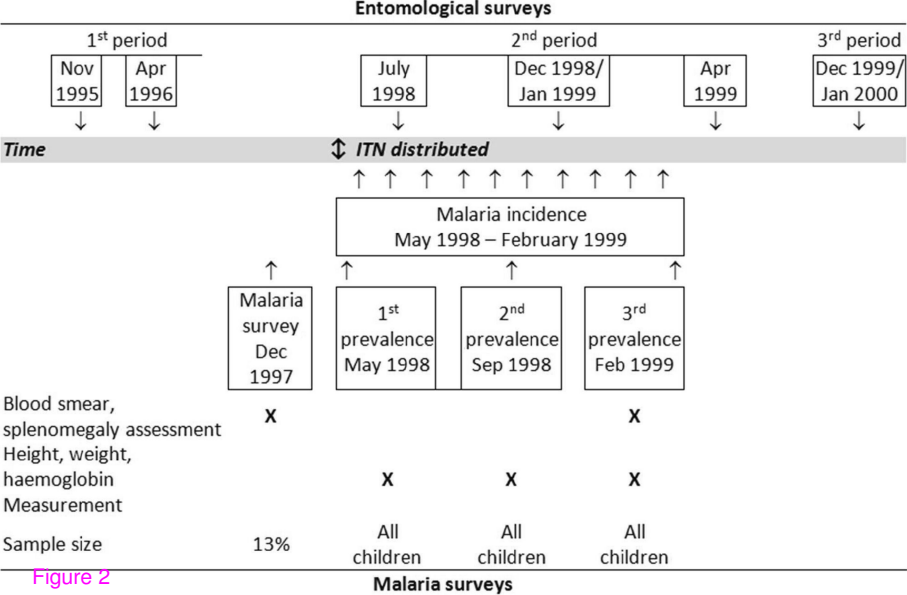 Entomological surveys
1st period 2nd period 3rd period
Nov 1995
Apr 1996
July 1998
Dec 1998/ Jan 1999
Apr 1999
Dec 1999/ Jan 2000
Time ITN distributed
Malaria incidence
May 1998 – February 1999
Malaria survey Dec 1997
1st prevalence May 1998
2nd prevalence Sep 1998
3rd prevalence Feb 1999
Blood smear,
splenomegaly assessment X X
Height, weight,
haemoglobin X X X
Measurement
Sample size 13% All children All children All children
Figure 2
Malaria surveys